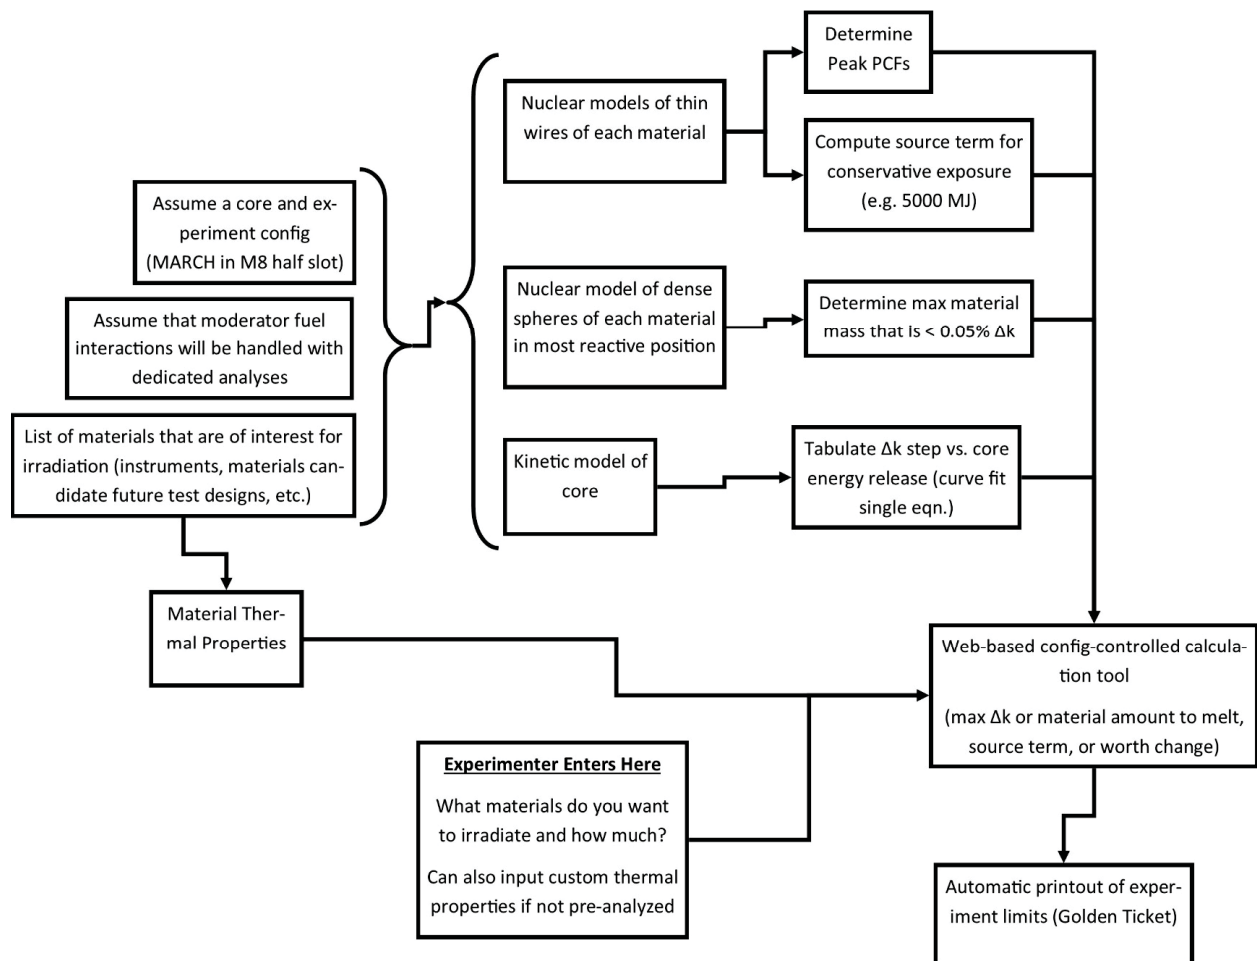 Determine
Peak PCFs
Nuclear models of thin
wires of each material
Compute source term for
conservative exposure
(e.g. 5000 MJ)
Assume a core and ex-
periment config
(MARCH in M8 half slot)
Assume that moderator fuel
interactions will be handled with
dedicated analyses
List of materials that are of interest for
irradiation (instruments, materials can-
didate future test designs, etc.)
Nuclear model of dense
spheres of each material
in most reactive position
Determine max material
mass that is < 0.05% Δk
Kinetic model of
core
Tabulate Δk step vs. core
energy release (curve fit
single eqn.)
Material Ther-
mal Properties
Experimenter Enters Here
What materials do you want
to irradiate and how much?
Can also input custom thermal
properties if not pre-analyzed
Web-based config-controlled calcula-
tion tool
(max Δk or material amount to melt,
source term, or worth change)
Automatic printout of exper-
iment limits (Golden Ticket)